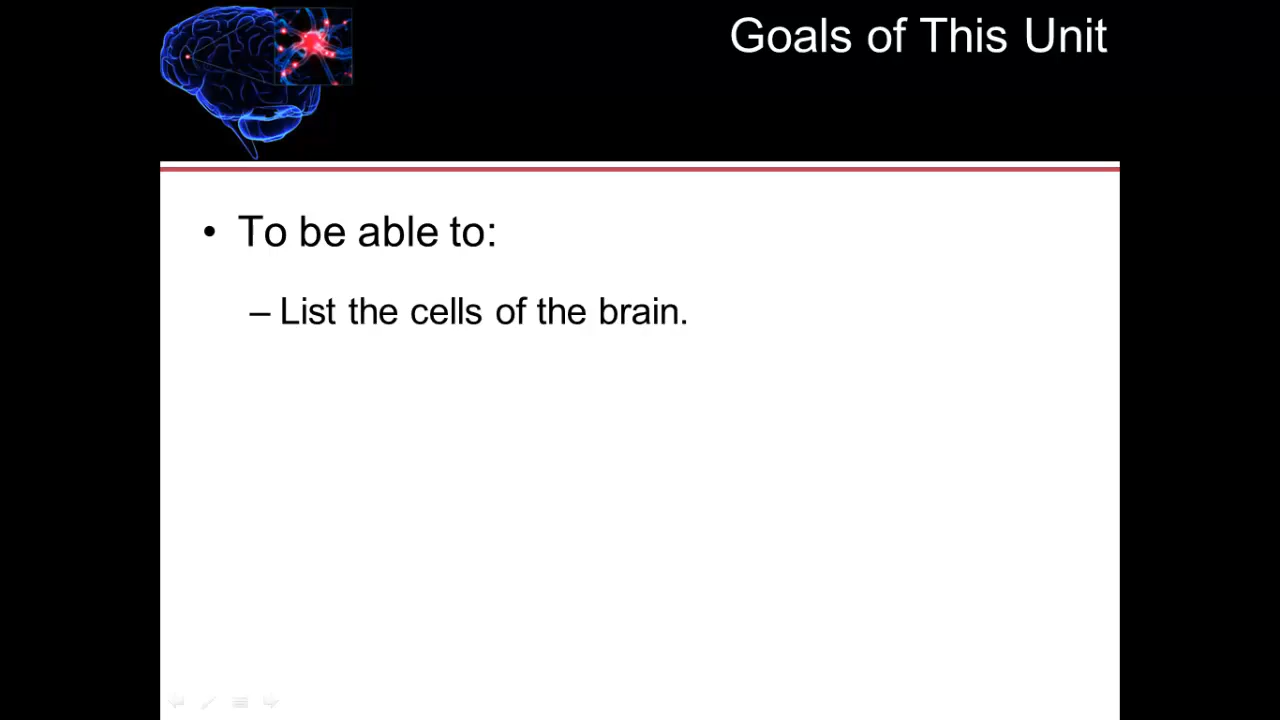 Goals of This Unit
• To be able to:
– List the cells of the brain.